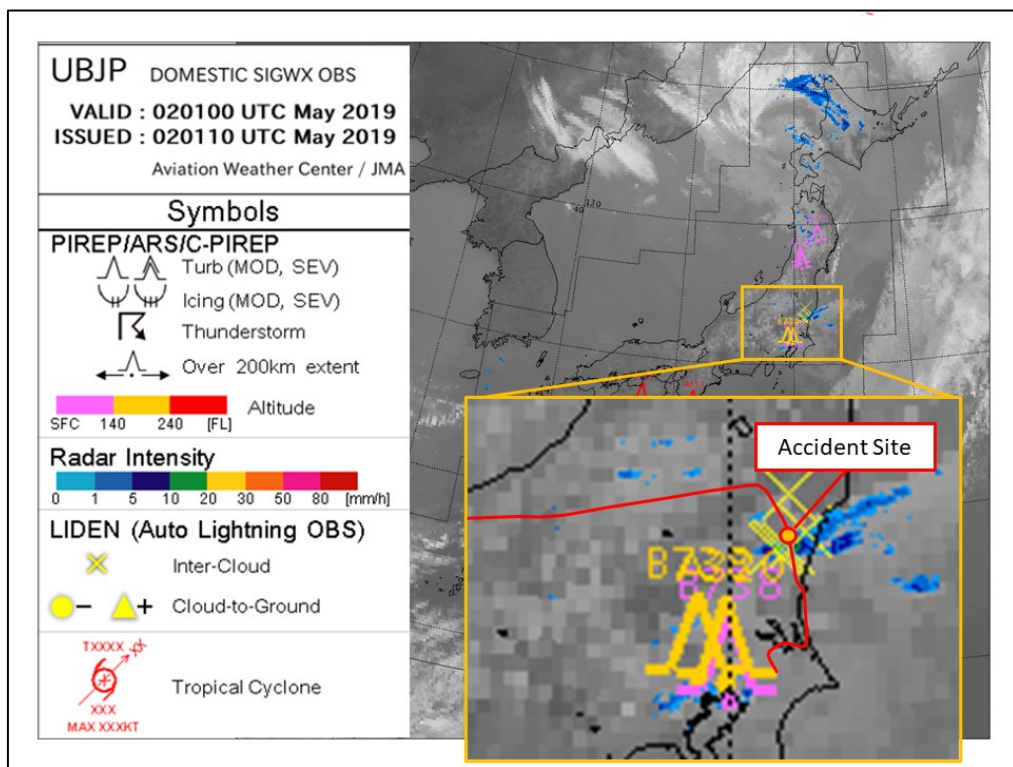 UBJP DOMESTIC SIGWX OBS
VALID : 020100 UTC May 2019
ISSUED : 020110 UTC May 2019
Aviation Weather Center / JMA
Symbols
PIREP/ARS/C-PIREP
Turb (MOD, SEV)
Icing (MOD, SEV)
Thunderstorm
Over 200km extent
Altitude
SFC 140 240 [FL]
Radar Intensity
0 1 5 10 20 30 50 80 [mm/h]
LIDEN (Auto Lightning OBS)
Inter-Cloud
− Cloud-to-Ground +
TXXXX
Tropical Cyclone
XXX
MAX XXXKT
Accident Site